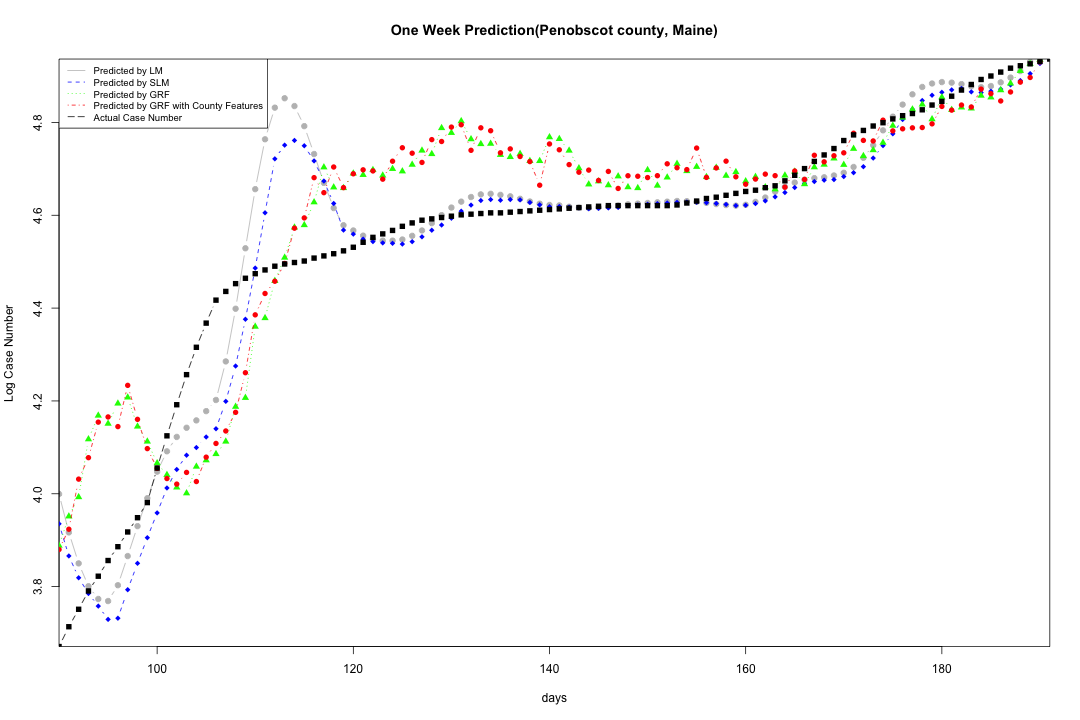 One Week Prediction(Penobscot county, Maine)
Predicted by LM
Predicted by SLM
Predicted by GRF
Predicted by GRF with County Features
Actual Case Number
Log Case Number
4.8
4.6
4.4
4.2
4.0
3.8
100 120 140 160 180
days